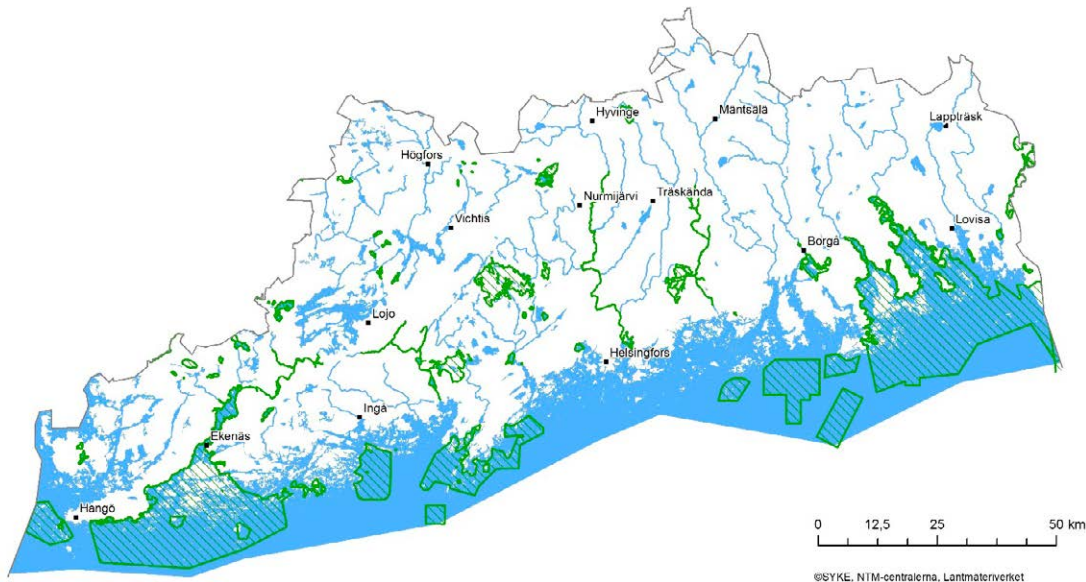 Hyvinge
Mäntsälä
Lappträsk
Högfors
Nurmijärvi
Träskända
Vichtis
Lovisa
Borgå
Lojo
Helsingfors
Ingå
Ekenäs
Hangö
0 12,5 25 50 km
©SYKE, NTM-centralerna, Lantmäteriverket